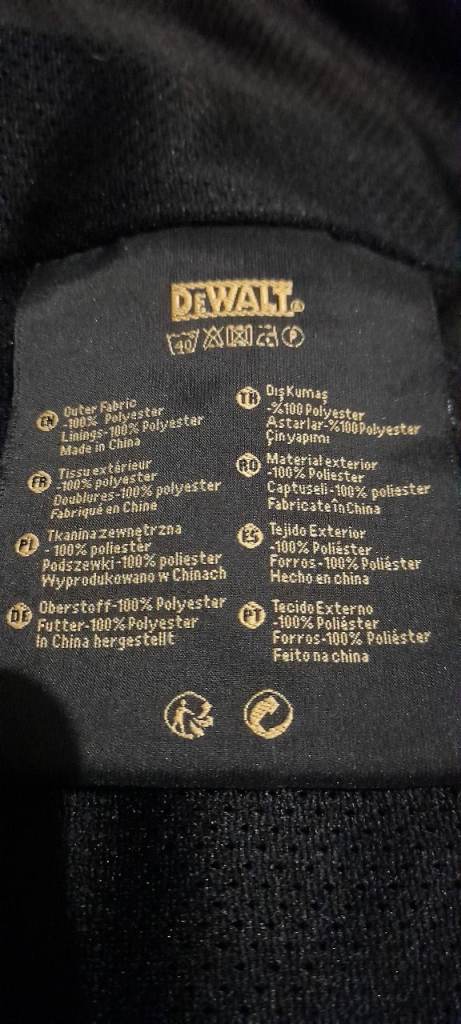 DEWALT®
40 P
EN Outer Fabric
-100% Polyester
Linings-100% Polyester
Made in China
FR Tissu extérieur
-100% polyester
Doublures-100% polyester
Fabriqué en Chine
PL Tkanina zewnętrzna
-100% poliester
Podszewki-100% poliester
Wyprodukowano w Chinach
DE Oberstoff-100% Polyester
Futter-100% Polyester
In China hergestellt
TR Dış Kumaş
-%100 Polyester
Astarlar-%100 Polyester
Çin yapımı
RO Material exterior
-100% Poliester
Captuseli-100% poliester
Fabricate in China
ES Tejido Exterior
-100% Poliéster
Forros-100% Poliéster
Hecho en china
PT Tecido Externo
-100% Poliéster
Forros-100% Poliéster
Feito na china